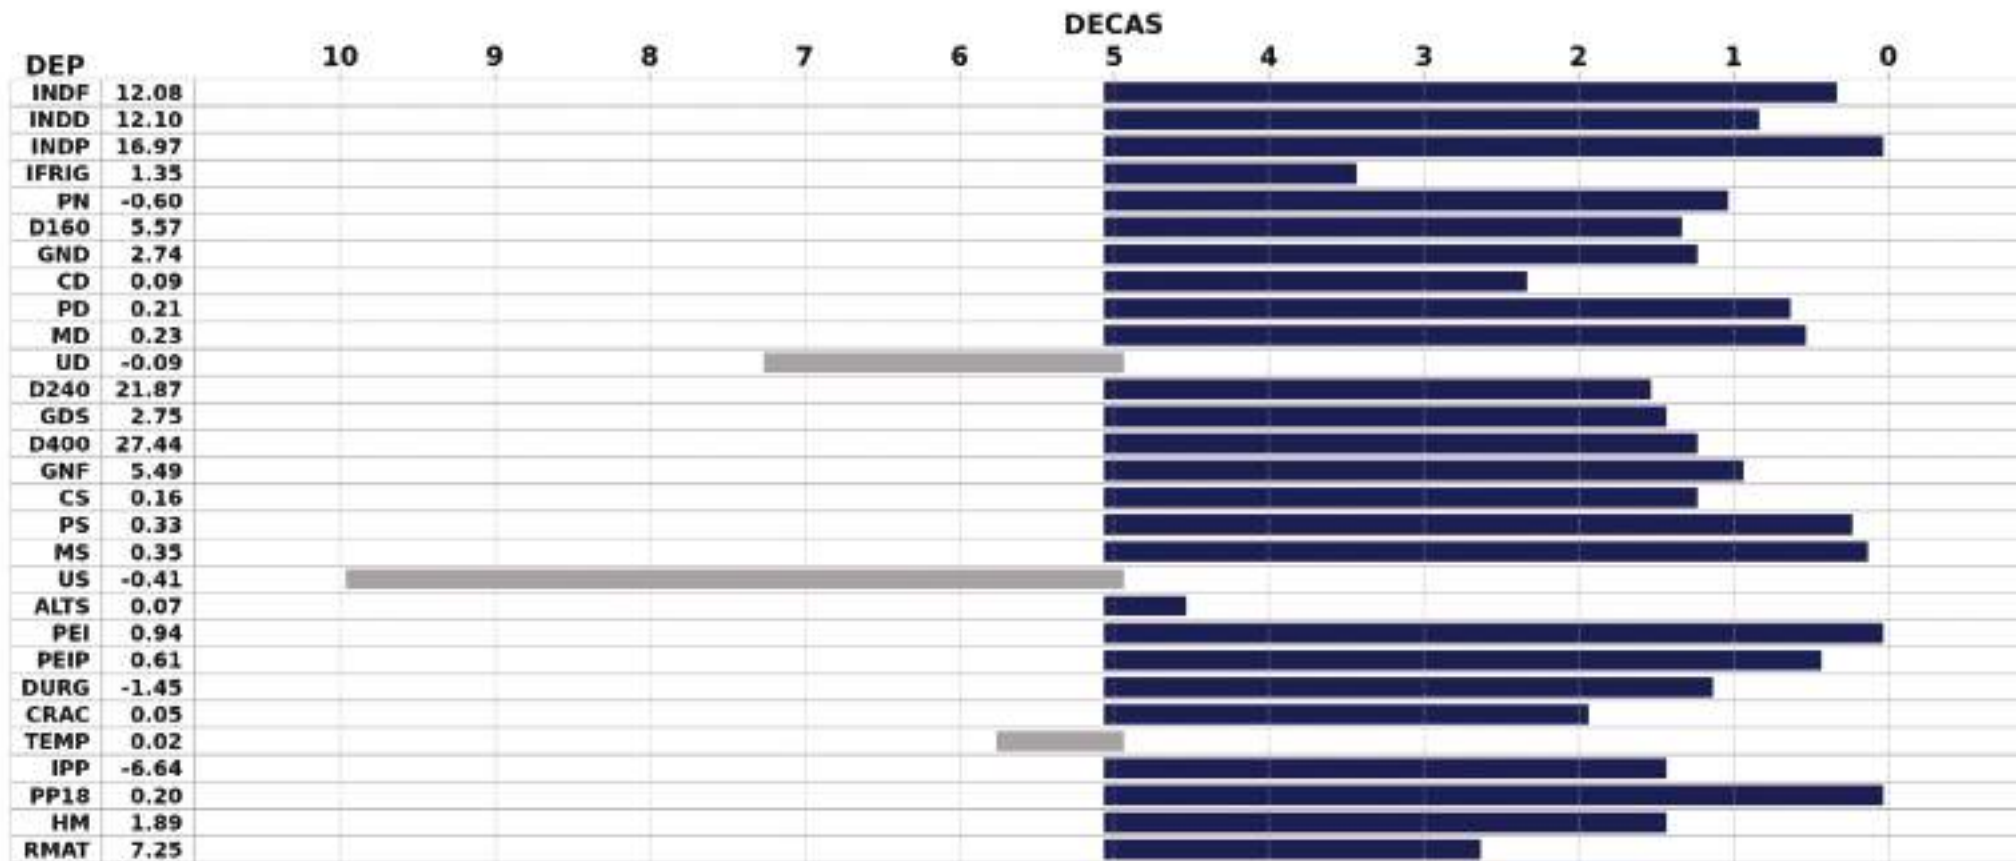 DECAS
DEP 10 9 8 7 6 5 4 3 2 1 0
INDF 12.08
INDD 12.10
INDP 16.97
IFRIG 1.35
PN -0.60
D160 5.57
GND 2.74
CD 0.09
PD 0.21
MD 0.23
UD -0.09
D240 21.87
GDS 2.75
D400 27.44
GNF 5.49
CS 0.16
PS 0.33
MS 0.35
US -0.41
ALTS 0.07
PEI 0.94
PEIP 0.61
DURG -1.45
CRAC 0.05
TEMP 0.02
IPP -6.64
PP18 0.20
HM 1.89
RMAT 7.25